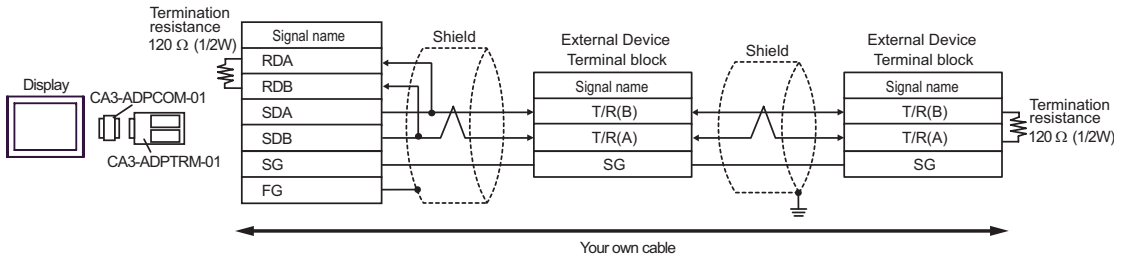 Termination
resistance
120 Ω (1/2W)
Display
CA3-ADPCOM-01
CA3-ADPTRM-01
Signal name
RDA
RDB
SDA
SDB
SG
FG
Shield
External Device
Terminal block
Signal name
T/R(B)
T/R(A)
SG
Shield
External Device
Terminal block
Signal name
T/R(B)
T/R(A)
SG
Termination
resistance
120 Ω (1/2W)
Your own cable